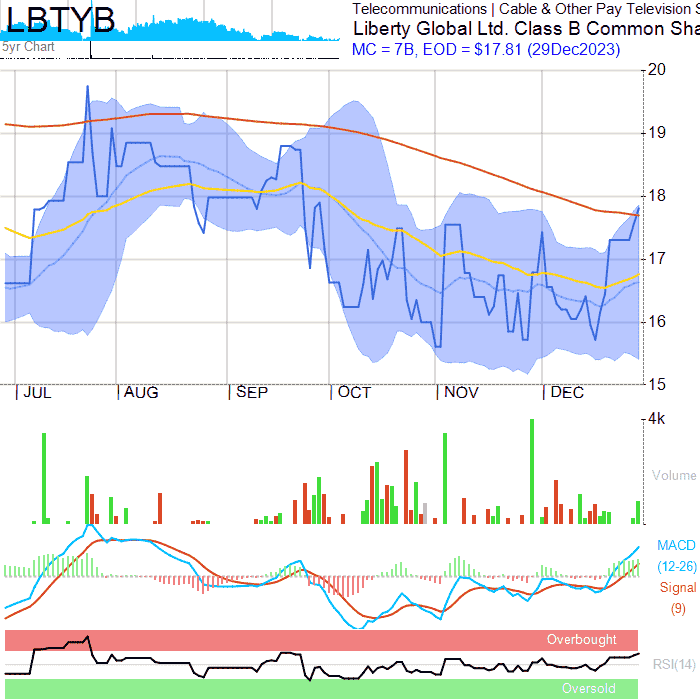 LBTYB
5yr Chart
Telecommunications | Cable & Other Pay Television S
Liberty Global Ltd. Class B Common Sha
MC = 7B, EOD = $17.81 (29Dec2023)
20
19
18
17
16
15
JUL AUG SEP OCT NOV DEC
4k
Volume
MACD
(12-26)
Signal
(9)
Overbought
RSI(14)
Oversold